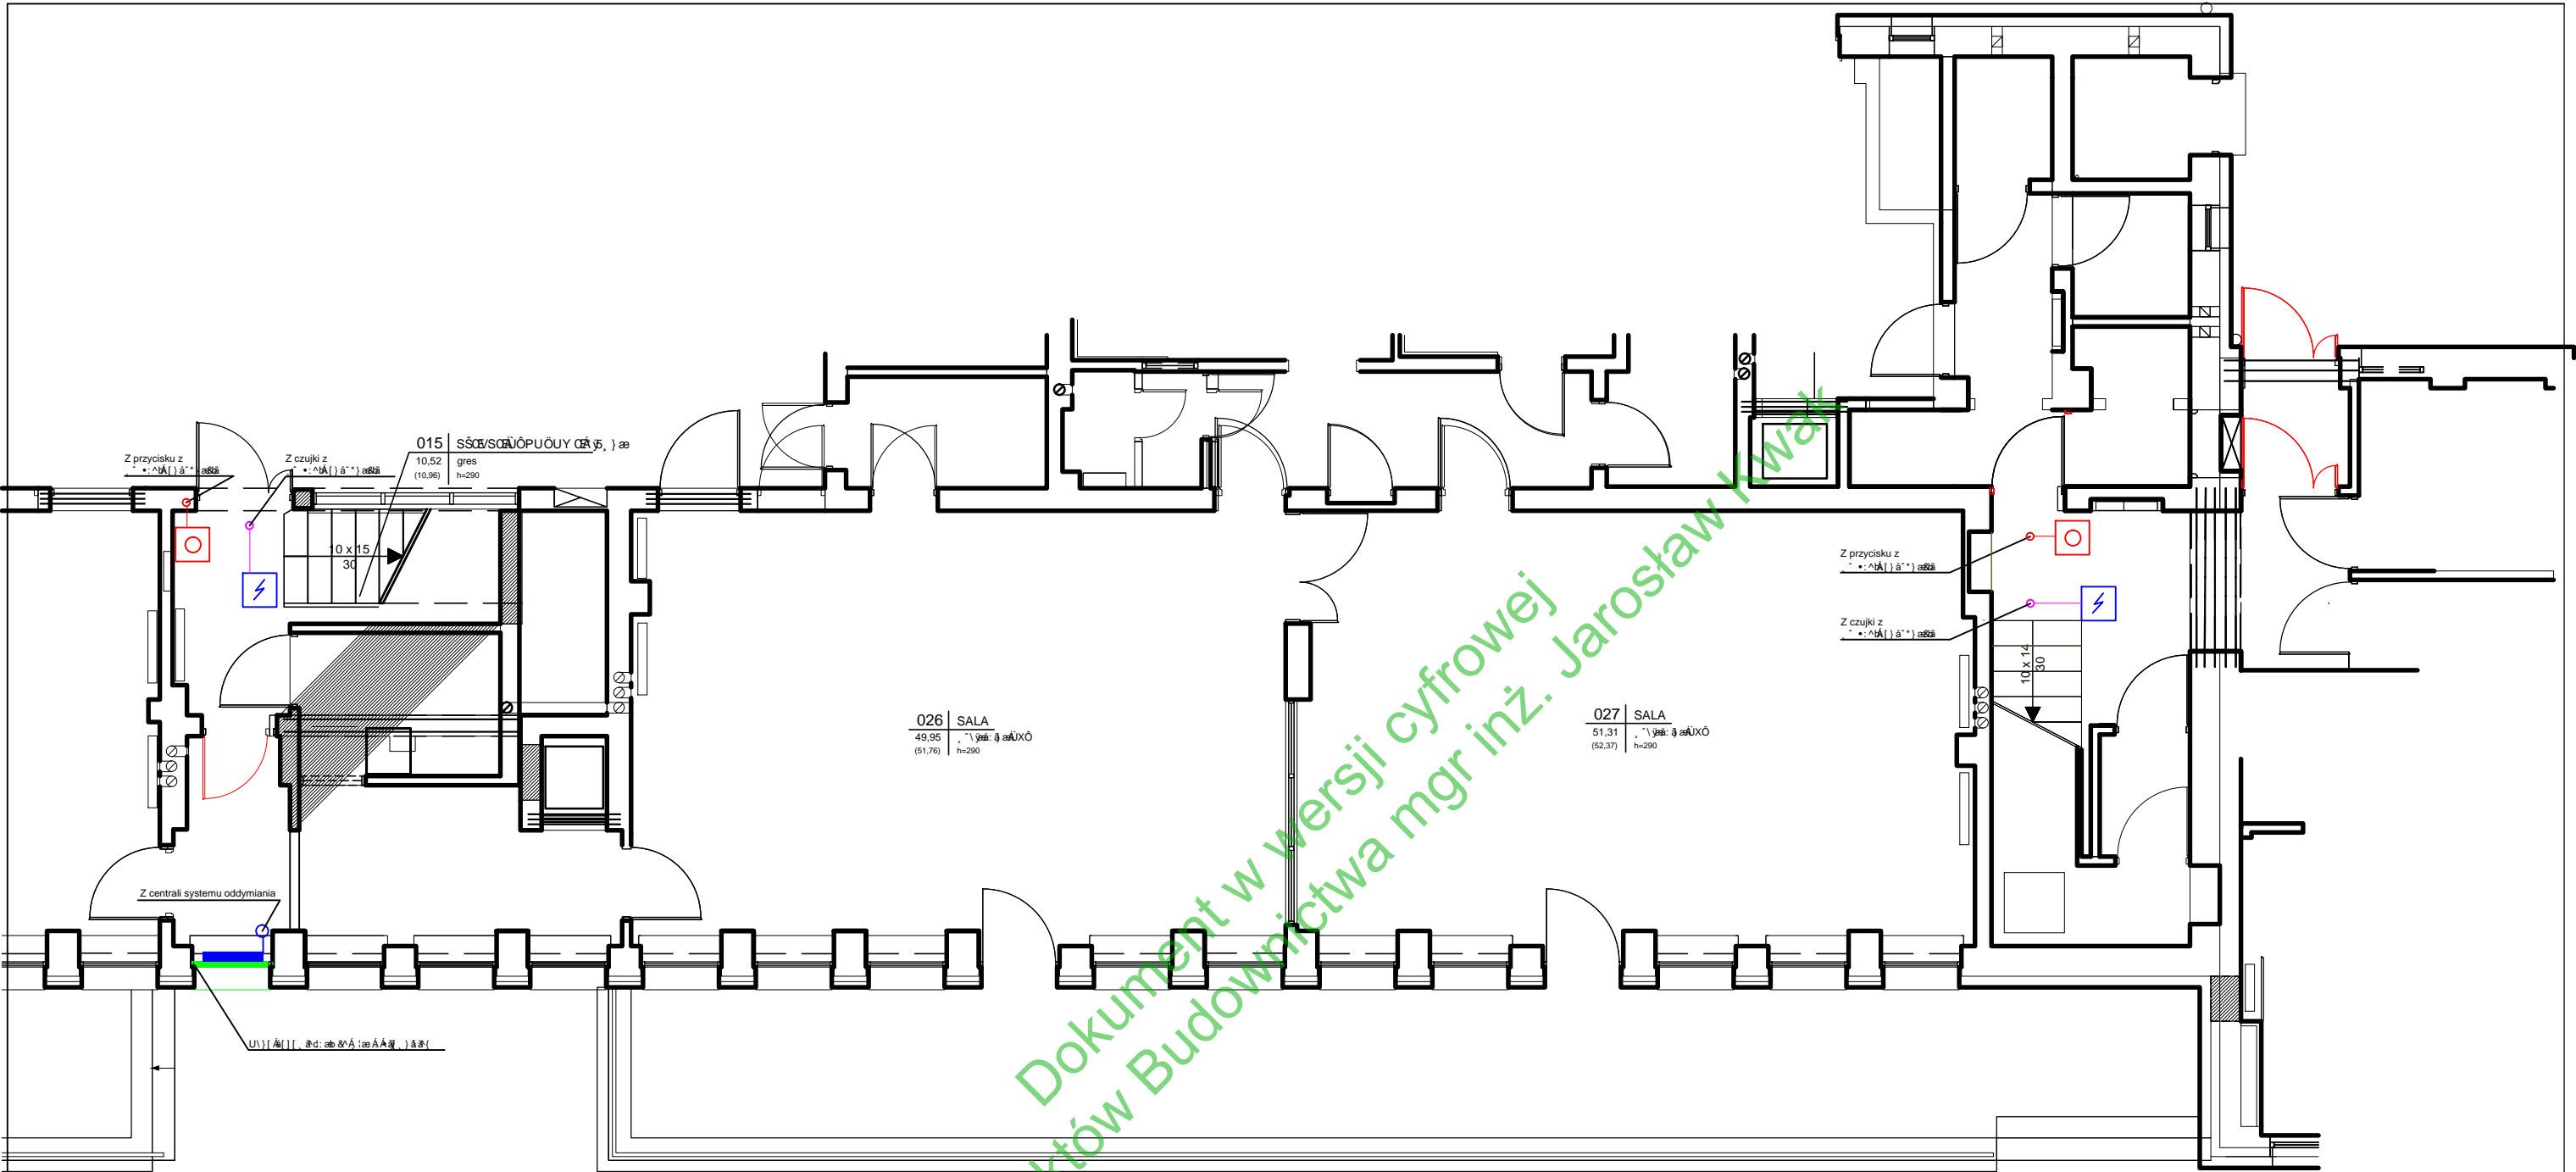 015
10,52 gres
(10,96) h=290
Z przycisku z
Z czujki z
10 x 15
30
Z przycisku z
Z czujki z
10 x 14
30
026 SALA
49,95
(51,76) h=290
027 SALA
51,31
(52,37) h=290
Z centrali systemu oddymiania
Dokument w wersji cyfrowej
któw Budownictwa mgr inż. Jarosław Kwak